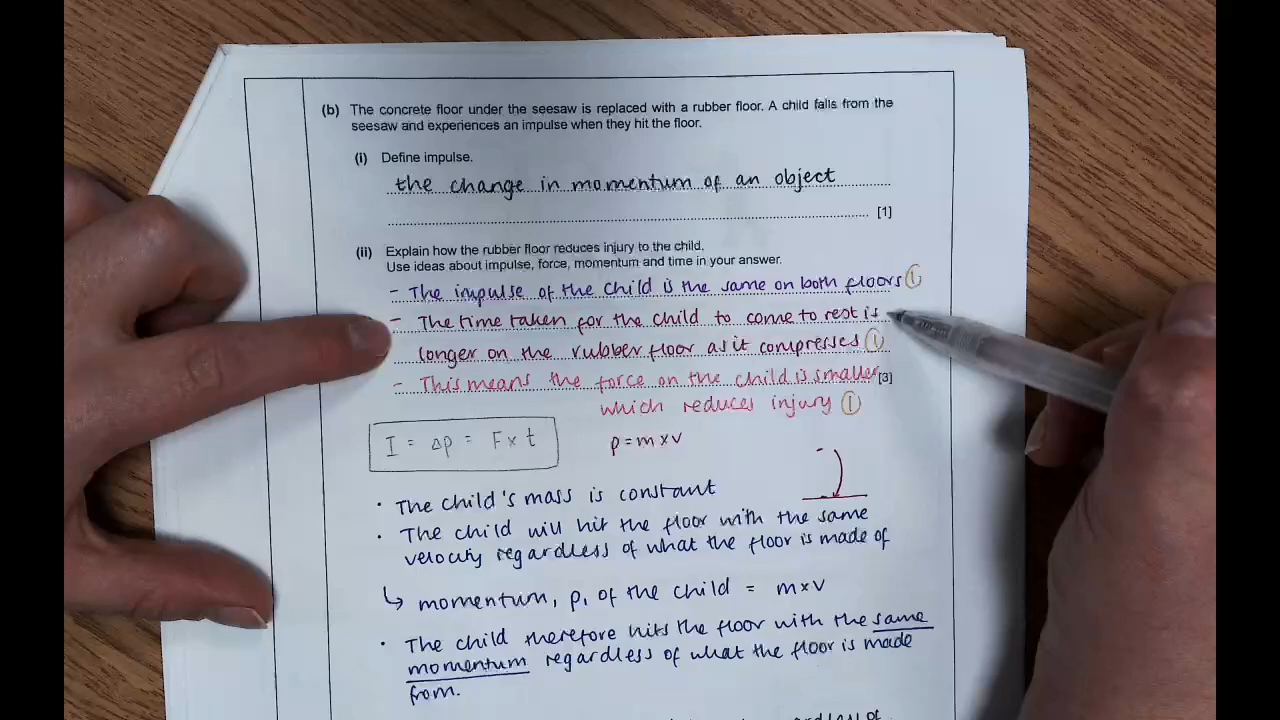 (b) The concrete floor under the seesaw is replaced with a rubber floor. A child falls from the
seesaw and experiences an impulse when they hit the floor.
(i) Define impulse.
the change in momentum of an object
[1]
(ii) Explain how the rubber floor reduces injury to the child.
Use ideas about impulse, force, momentum and time in your answer.
- The impulse of the child is the same on both floors ①
- The time taken for the child to come to rest is
longer on the rubber floor as it compresses ①
- This means the force on the child is smaller [3]
which reduces injury ①
I = Δp = F x t
p = m x v
• The child's mass is constant
• The child will hit the floor with the same
velocity regardless of what the floor is made of
↳ momentum, p, of the child = m x v
• The child therefore hits the floor with the same
momentum regardless of what the floor is made
from.